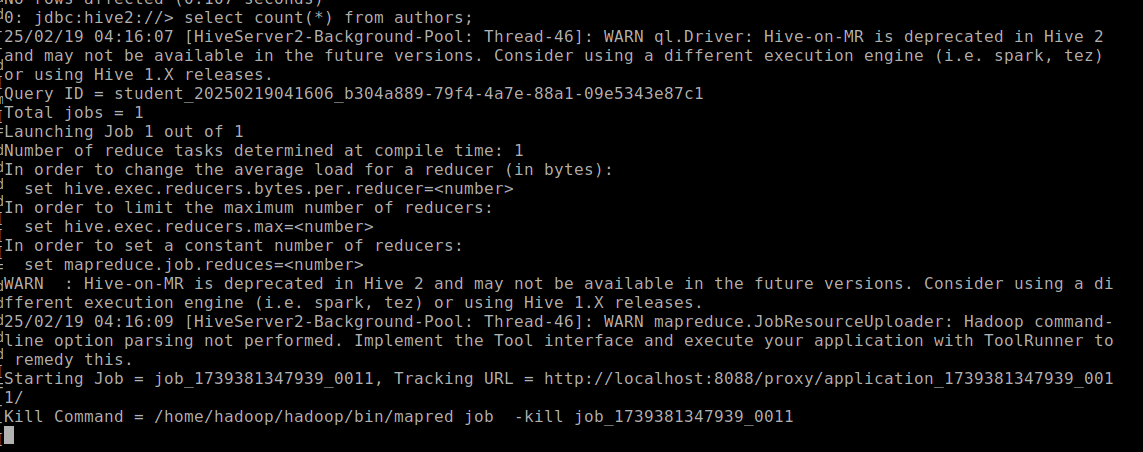 No rows affected (0.107 seconds)
0: jdbc:hive2://> select count(*) from authors;
25/02/19 04:16:07 [HiveServer2-Background-Pool: Thread-46]: WARN ql.Driver: Hive-on-MR is deprecated in Hive 2
and may not be available in the future versions. Consider using a different execution engine (i.e. spark, tez)
or using Hive 1.X releases.
Query ID = student_20250219041606_b304a889-79f4-4a7e-88a1-09e5343e87c1
Total jobs = 1
Launching Job 1 out of 1
Number of reduce tasks determined at compile time: 1
In order to change the average load for a reducer (in bytes):
  set hive.exec.reducers.bytes.per.reducer=<number>
In order to limit the maximum number of reducers:
  set hive.exec.reducers.max=<number>
In order to set a constant number of reducers:
  set mapreduce.job.reduces=<number>
WARN  : Hive-on-MR is deprecated in Hive 2 and may not be available in the future versions. Consider using a di
fferent execution engine (i.e. spark, tez) or using Hive 1.X releases.
25/02/19 04:16:09 [HiveServer2-Background-Pool: Thread-46]: WARN mapreduce.JobResourceUploader: Hadoop command-
line option parsing not performed. Implement the Tool interface and execute your application with ToolRunner to
 remedy this.
Starting Job = job_1739381347939_0011, Tracking URL = http://localhost:8088/proxy/application_1739381347939_001
1/
Kill Command = /home/hadoop/hadoop/bin/mapred job  -kill job_1739381347939_0011